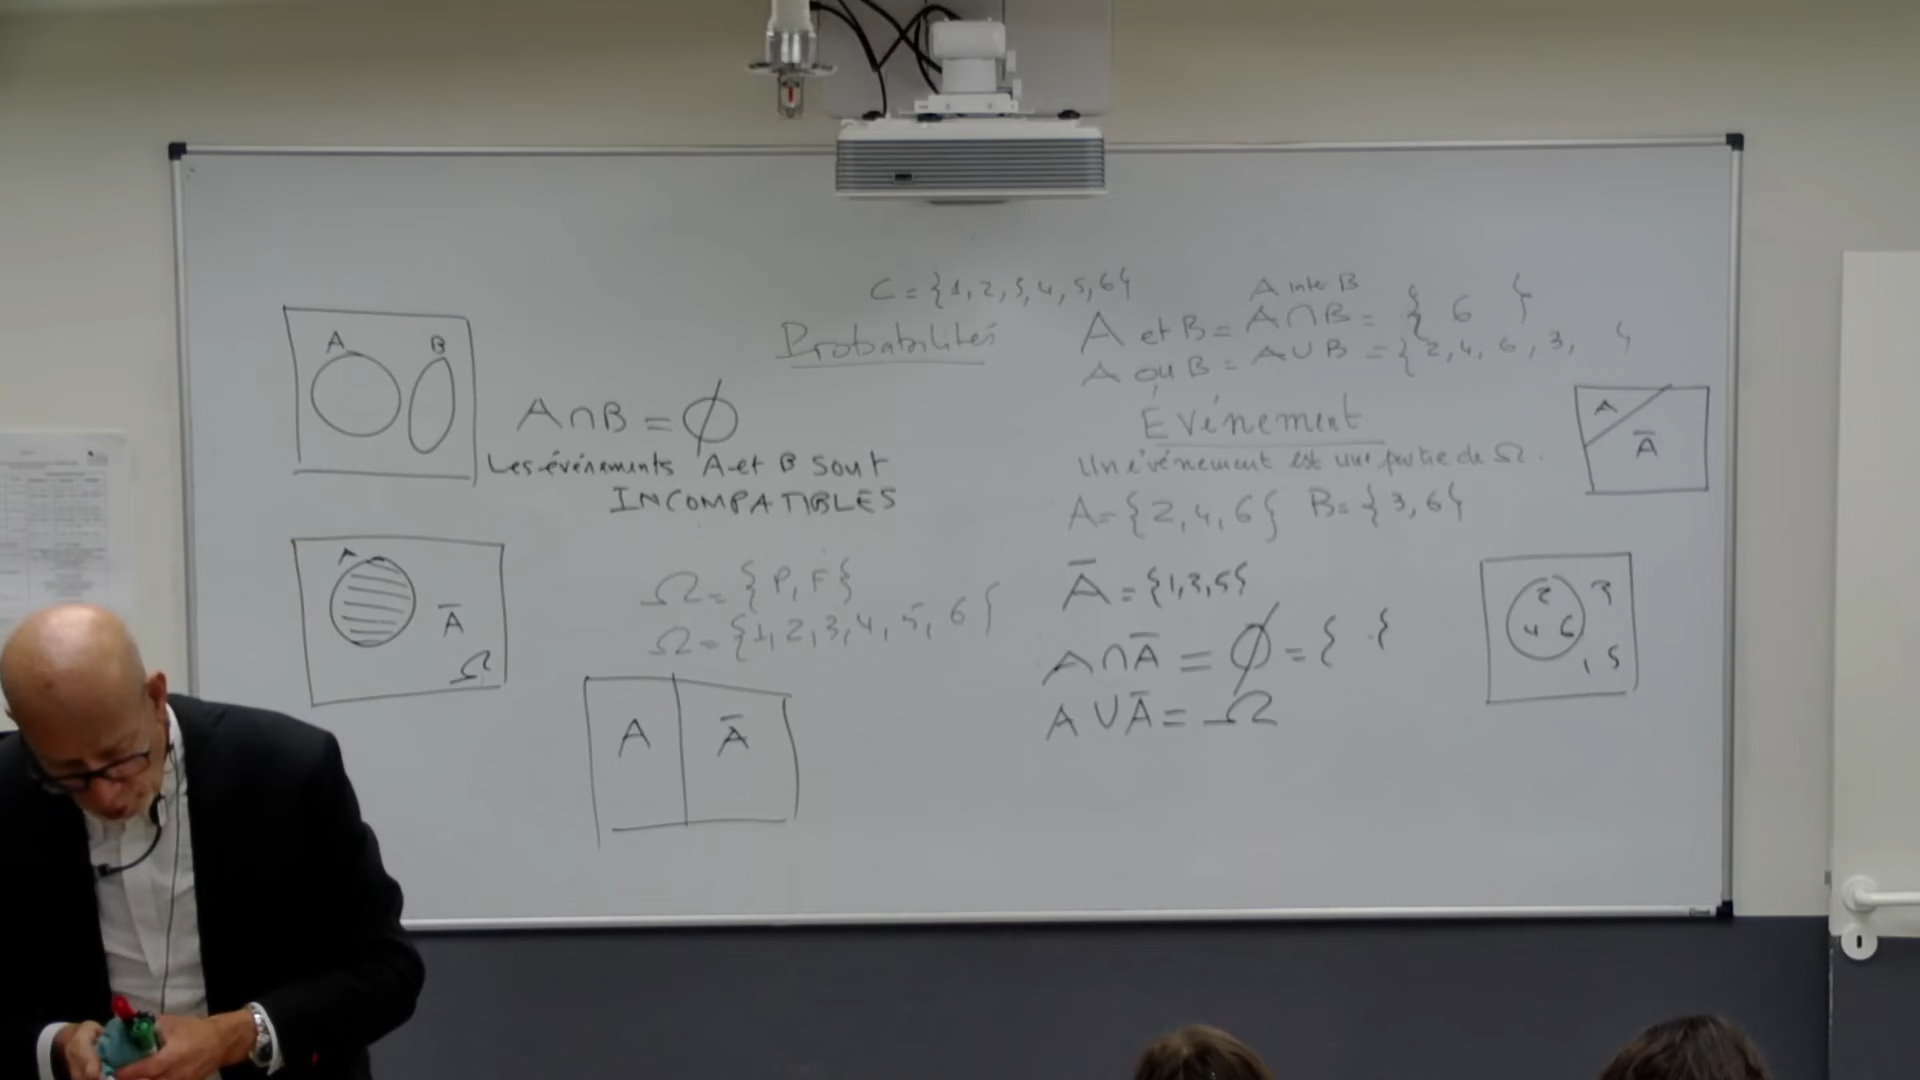 C = {1, 2, 3, 4, 5, 6}
Probabilités
A inter B
A et B = A ∩ B = { 6 }
A ou B = A ∪ B = {2, 4, 6, 3, }
A B
A ∩ B = ∅
Les événements A et B sont
INCOMPATIBLES
Événement
Un événement est une partie de Ω.
A = {2, 4, 6} B = {3, 6}
A
Ā
A
Ā
Ω
Ω = {P, F}
Ω = {1, 2, 3, 4, 5, 6}
Ā = {1, 3, 5}
A ∩ Ā = ∅ = { }
A ∪ Ā = Ω
2 3
4 6
1 5
A Ā